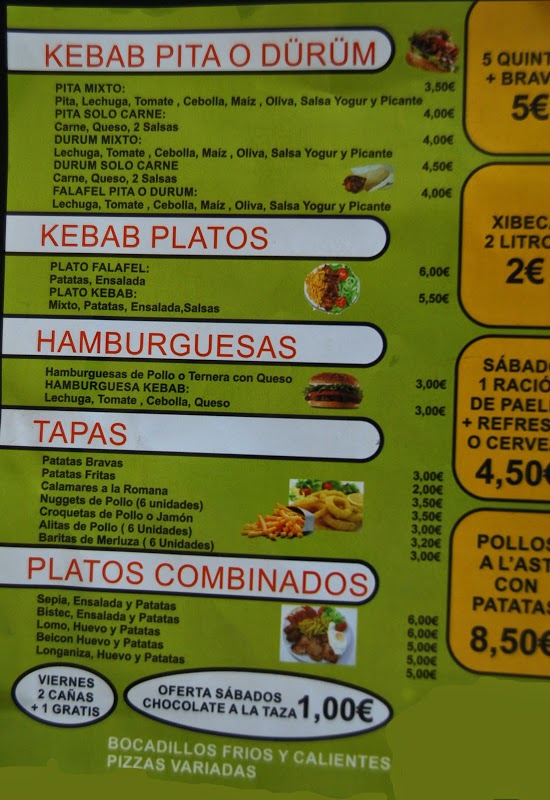 KEBAB PITA O DÜRÜM
PITA MIXTO: 3,50€
Pita, Lechuga, Tomate , Cebolla, Maíz , Oliva, Salsa Yogur y Picante
PITA SOLO CARNE: 4,00€
Carne, Queso, 2 Salsas
DURUM MIXTO: 4,00€
Lechuga, Tomate , Cebolla, Maíz , Oliva, Salsa Yogur y Picante
DURUM SOLO CARNE 4,50€
Carne, Queso, 2 Salsas
FALAFEL PITA O DURUM: 4,00€
Lechuga, Tomate , Cebolla, Maíz , Oliva, Salsa Yogur y Picante
KEBAB PLATOS
PLATO FALAFEL: 6,00€
Patatas, Ensalada
PLATO KEBAB: 5,50€
Mixto, Patatas, Ensalada,Salsas
HAMBURGUESAS
Hamburguesas de Pollo o Ternera con Queso 3,00€
HAMBURGUESA KEBAB:
Lechuga, Tomate , Cebolla, Queso 3,00€
TAPAS
Patatas Bravas 3,00€
Patatas Fritas 2,00€
Calamares a la Romana 3,50€
Nuggets de Pollo (6 unidades) 3,50€
Croquetas de Pollo o Jamón 3,00€
Alitas de Pollo ( 6 Unidades) 3,20€
Baritas de Merluza ( 6 Unidades) 3,00€
PLATOS COMBINADOS
Sepia, Ensalada y Patatas 6,00€
Bistec, Ensalada y Patatas 6,00€
Lomo, Huevo y Patatas 5,00€
Beicon Huevo y Patatas 5,00€
Longaniza, Huevo y Patatas 5,00€
VIERNES
2 CAÑAS
+ 1 GRATIS
OFERTA SÁBADOS
CHOCOLATE A LA TAZA 1,00€
BOCADILLOS FRIOS Y CALIENTES
PIZZAS VARIADAS
5 QUINT
+ BRAV
5€
XIBECA
2 LITRO
2€
SÁBADO
1 RACIÓ
DE PAELL
+ REFRES
O CERVE
4,50€
POLLOS
A L'AST
CON
PATATAS
8,50€